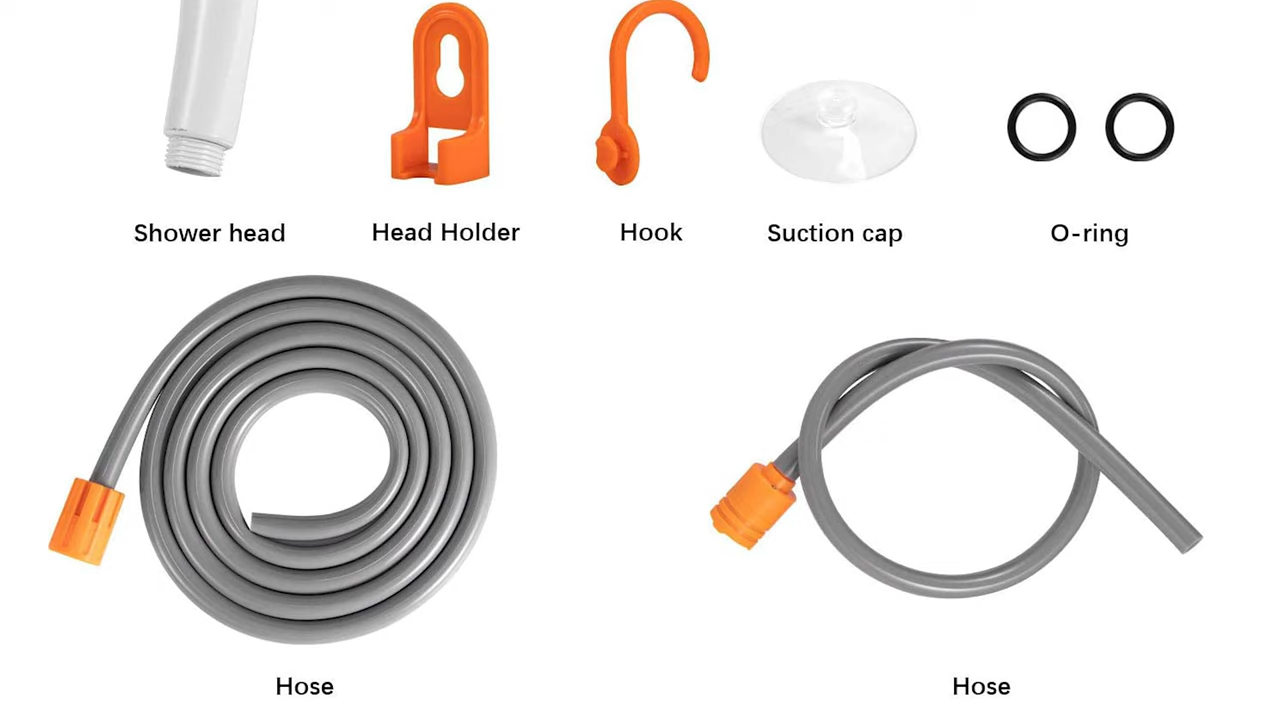 Shower head
Head Holder
Hook
Suction cap
O-ring
Hose
Hose